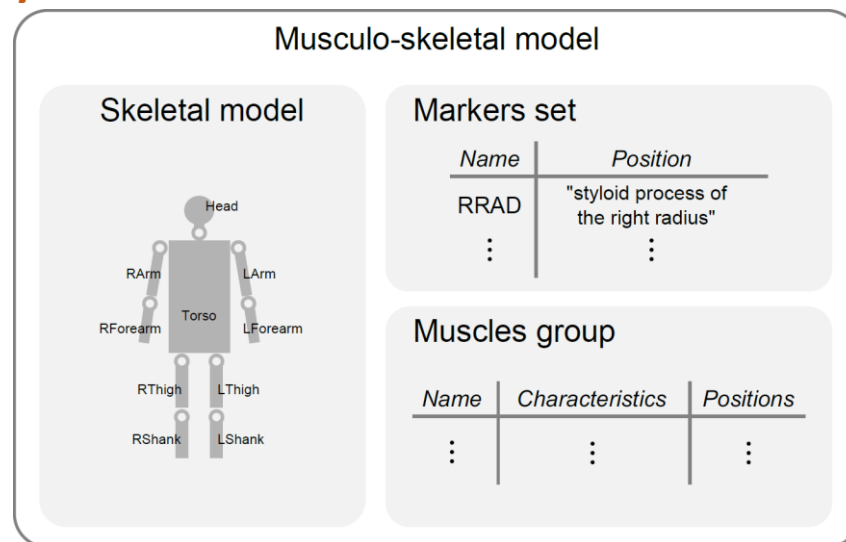 Musculo-skeletal model
Skeletal model
Head
RArm
LArm
Torso
RForearm
LForearm
RThigh
LThigh
RShank
LShank
Markers set
Name
Position
RRAD
"styloid process of
the right radius"
⋮
⋮
Muscles group
Name
Characteristics
Positions
⋮
⋮
⋮